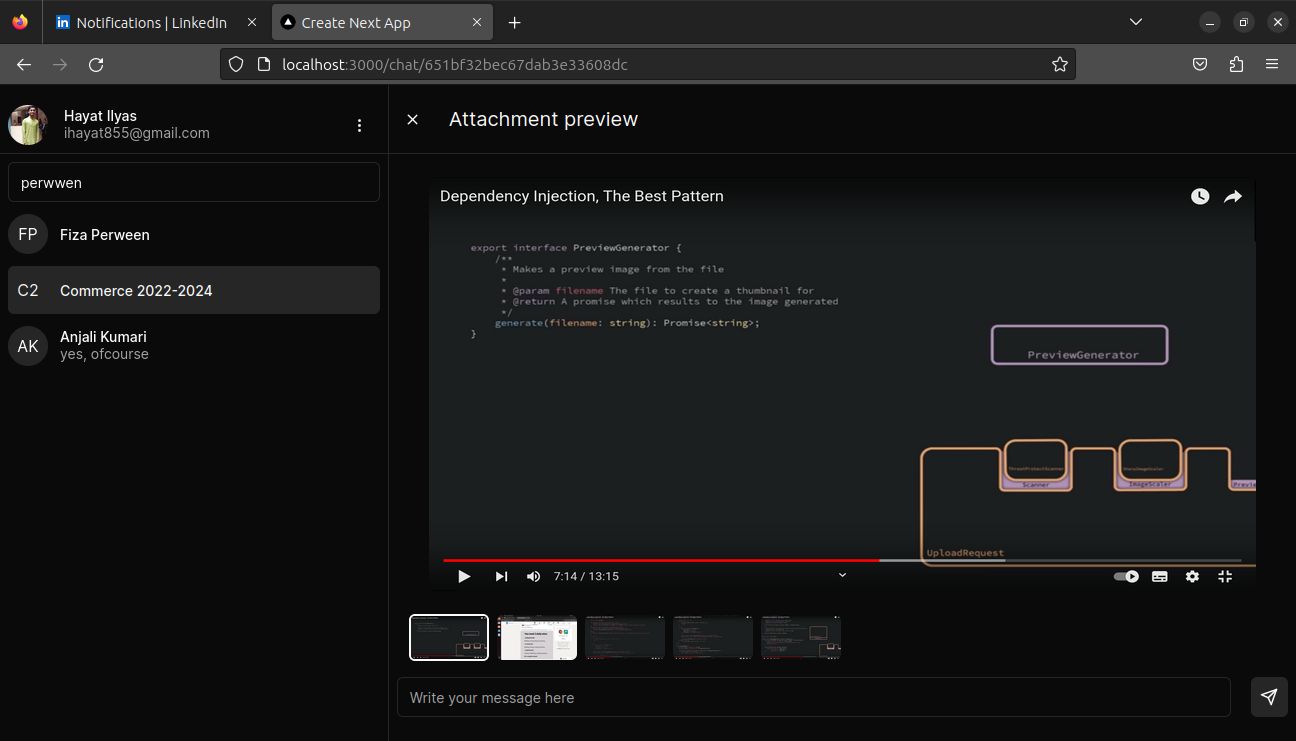 Notifications | LinkedIn
Create Next App
localhost:3000/chat/651bf32bec67dab3e33608dc
Hayat Ilyas
ihayat855@gmail.com
Attachment preview
perwwen
FP
Fiza Perween
C2
Commerce 2022-2024
AK
Anjali Kumari
yes, ofcourse
Dependency Injection, The Best Pattern
export interface PreviewGenerator {
/**
* Makes a preview image from the file
*
* @param filename The file to create a thumbnail for
* @return A promise which results to the image generated
*/
generate(filename: string): Promise<string>;
}
PreviewGenerator
ThreatProtectScanner
Scanner
ImageScaler
UploadRequest
7:14 / 13:15
Write your message here